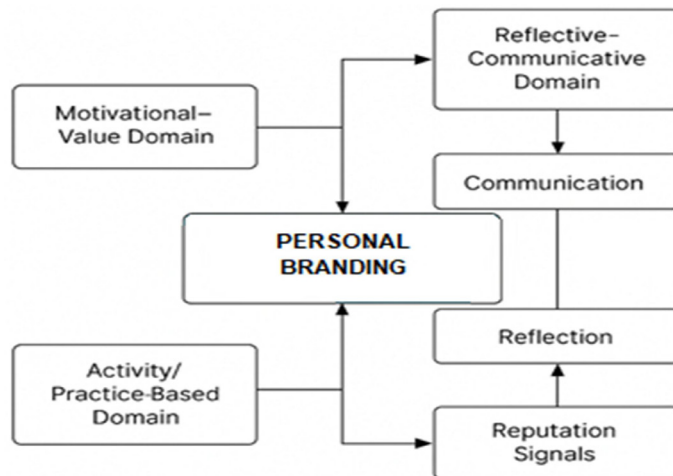 Reflective–
Communicative
Domain
Motivational–
Value Domain
Communication
PERSONAL
BRANDING
Reflection
Activity/
Practice-Based
Domain
Reputation
Signals